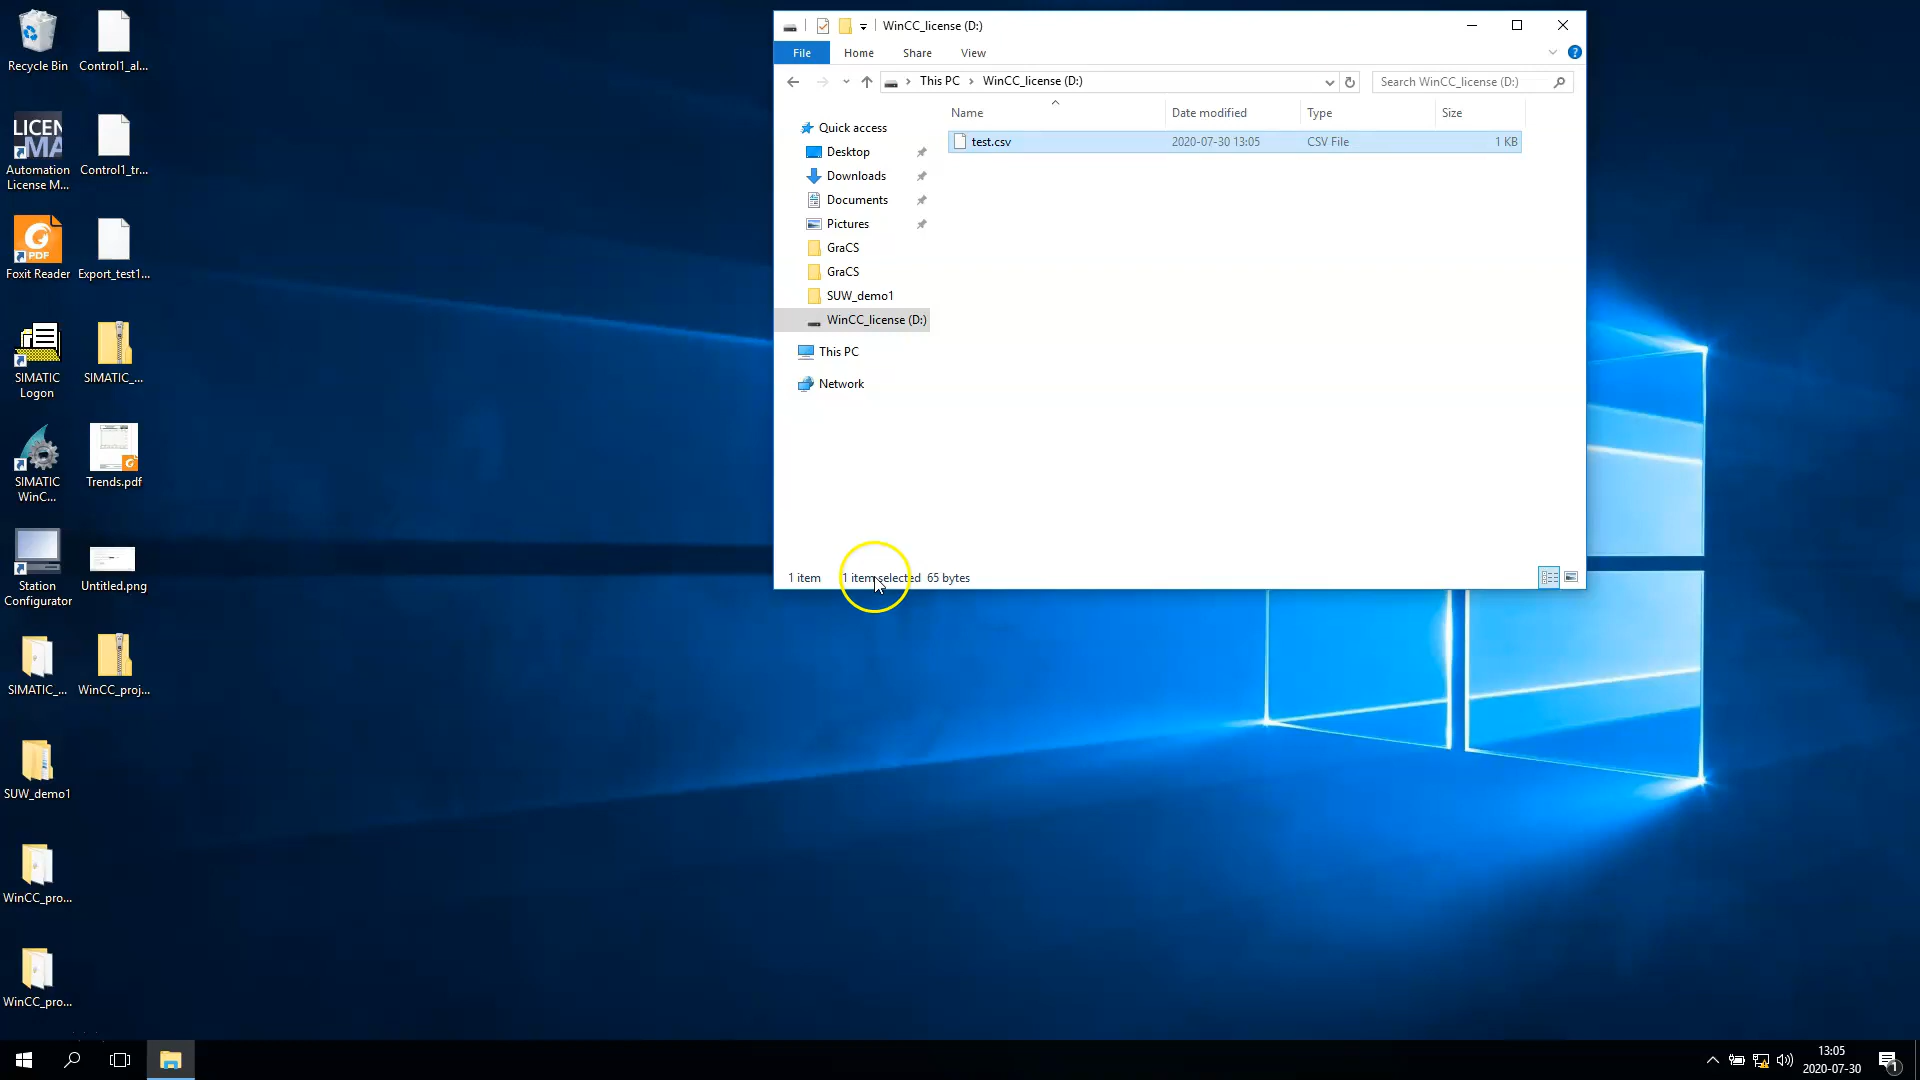 WinCC_license (D:)
File Home Share View
This PC WinCC_license (D:)
Search WinCC_license (D:)
Name Date modified Type Size
test.csv 2020-07-30 13:05 CSV File 1 KB
Quick access
Desktop
Downloads
Documents
Pictures
GraCS
GraCS
SUW_demo1
WinCC_license (D:)
This PC
Network
1 item 1 item selected 65 bytes
Recycle Bin
Control1_al...
LICEN
MA
Automation
License M...
Control1_tr...
PDF
Foxit Reader
Export_test1...
SIMATIC
Logon
SIMATIC_...
SIMATIC
WinC...
Trends.pdf
Station
Configurator
Untitled.png
SIMATIC_...
WinCC_proj...
SUW_demo1
WinCC_pro...
WinCC_pro...
13:05
2020-07-30
1